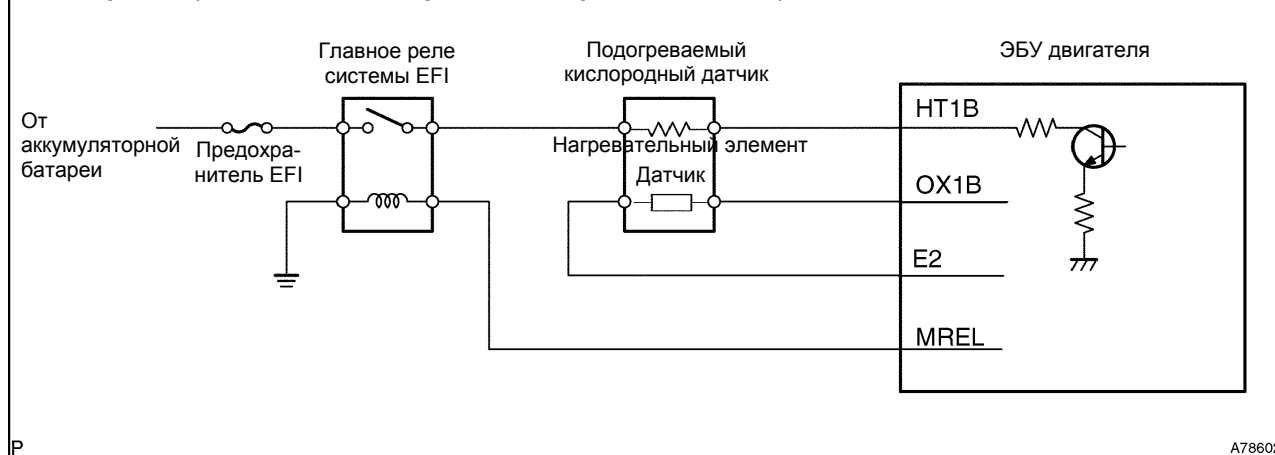 Главное реле
системы EFI
Подогреваемый
кислородный датчик
ЭБУ двигателя
От
аккумуляторной
батареи
Предохра-
нитель EFI
Нагревательный элемент
Датчик
HT1B
OX1B
E2
MREL
P
A78602